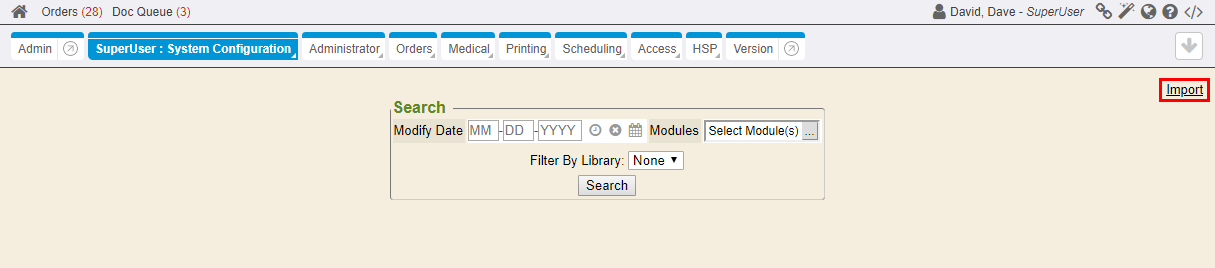 Orders (28) Doc Queue (3) David, Dave - SuperUser
Admin SuperUser : System Configuration Administrator Orders Medical Printing Scheduling Access HSP Version
Import
Search
Modify Date MM-DD-YYYY Modules Select Module(s) ...
Filter By Library: None
Search